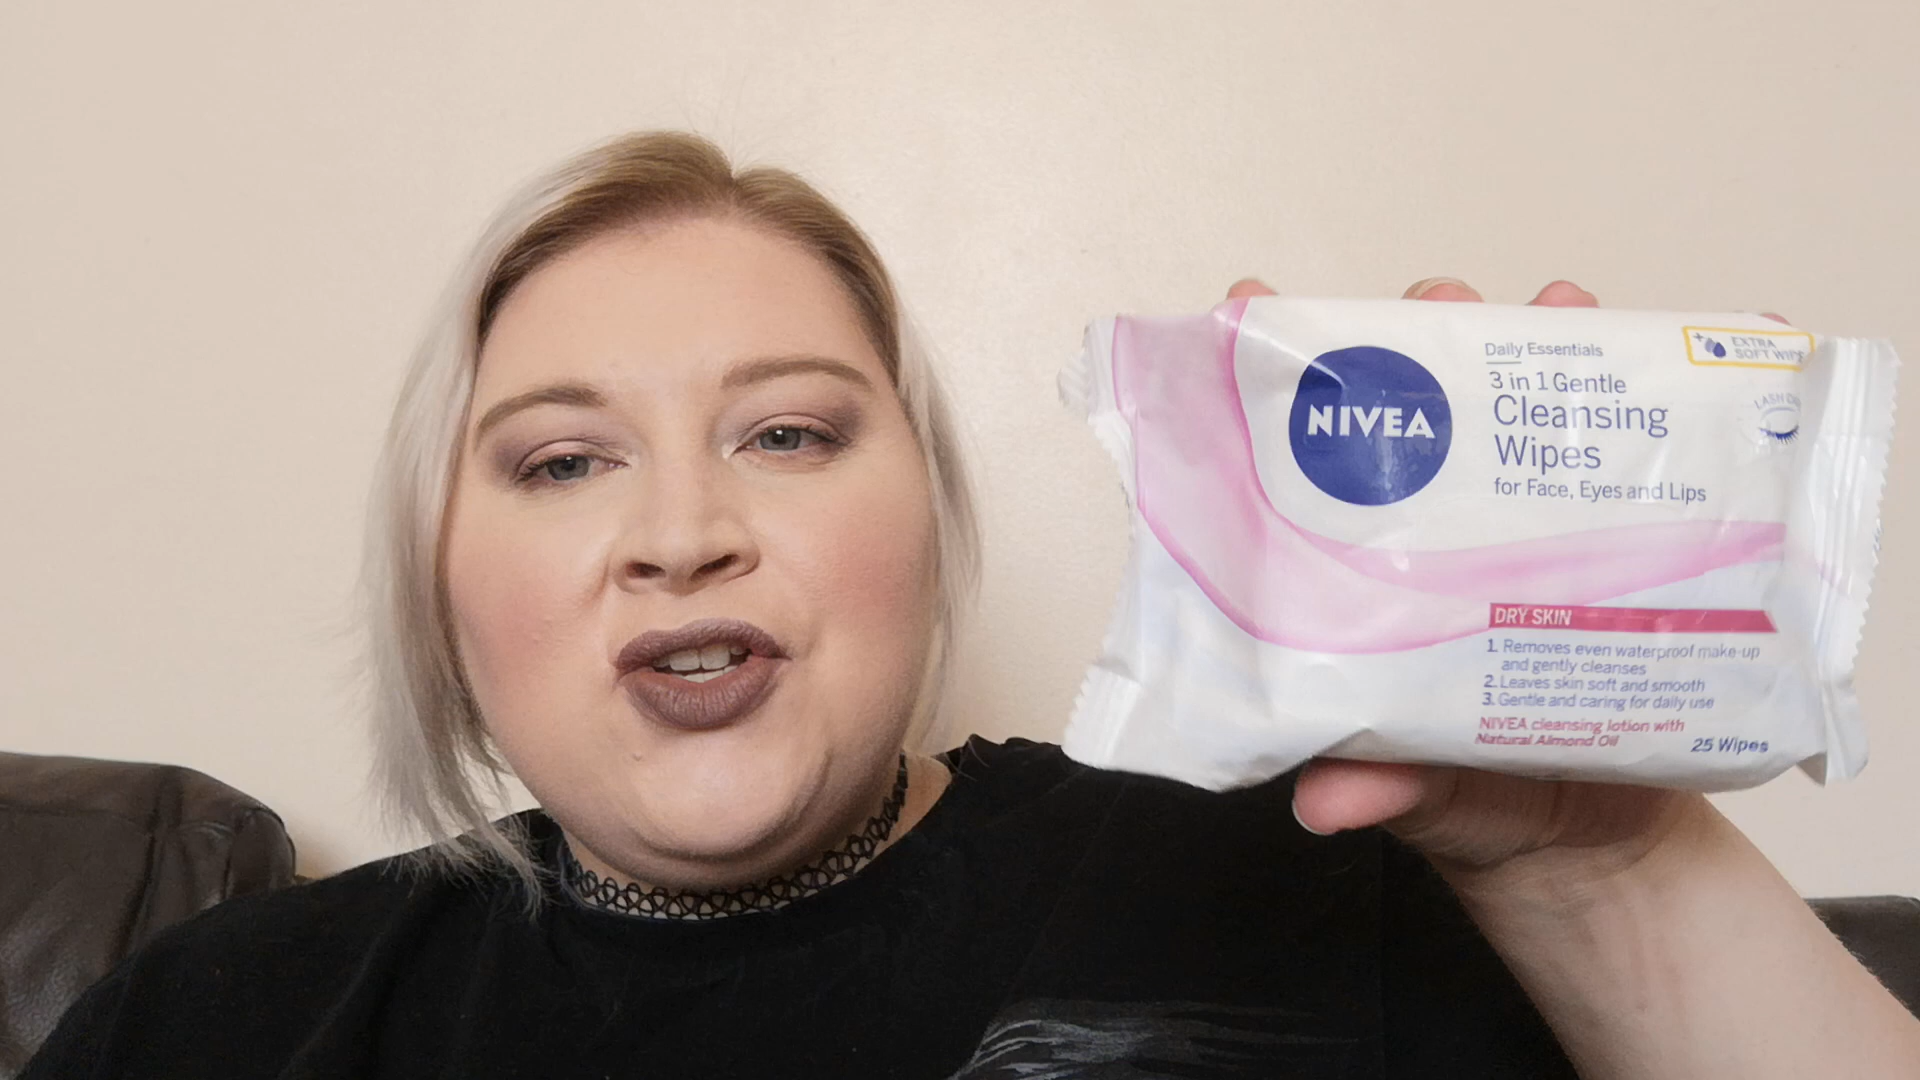 NIVEA
Daily Essentials
3 in 1 Gentle
Cleansing
Wipes
for Face, Eyes and Lips
EXTRA
SOFT WIPE
LASH
DRY SKIN
1. Removes even waterproof make-up
and gently cleanses
2. Leaves skin soft and smooth
3. Gentle and caring for daily use
NIVEA cleansing lotion with
Natural Almond Oil
25 Wipes